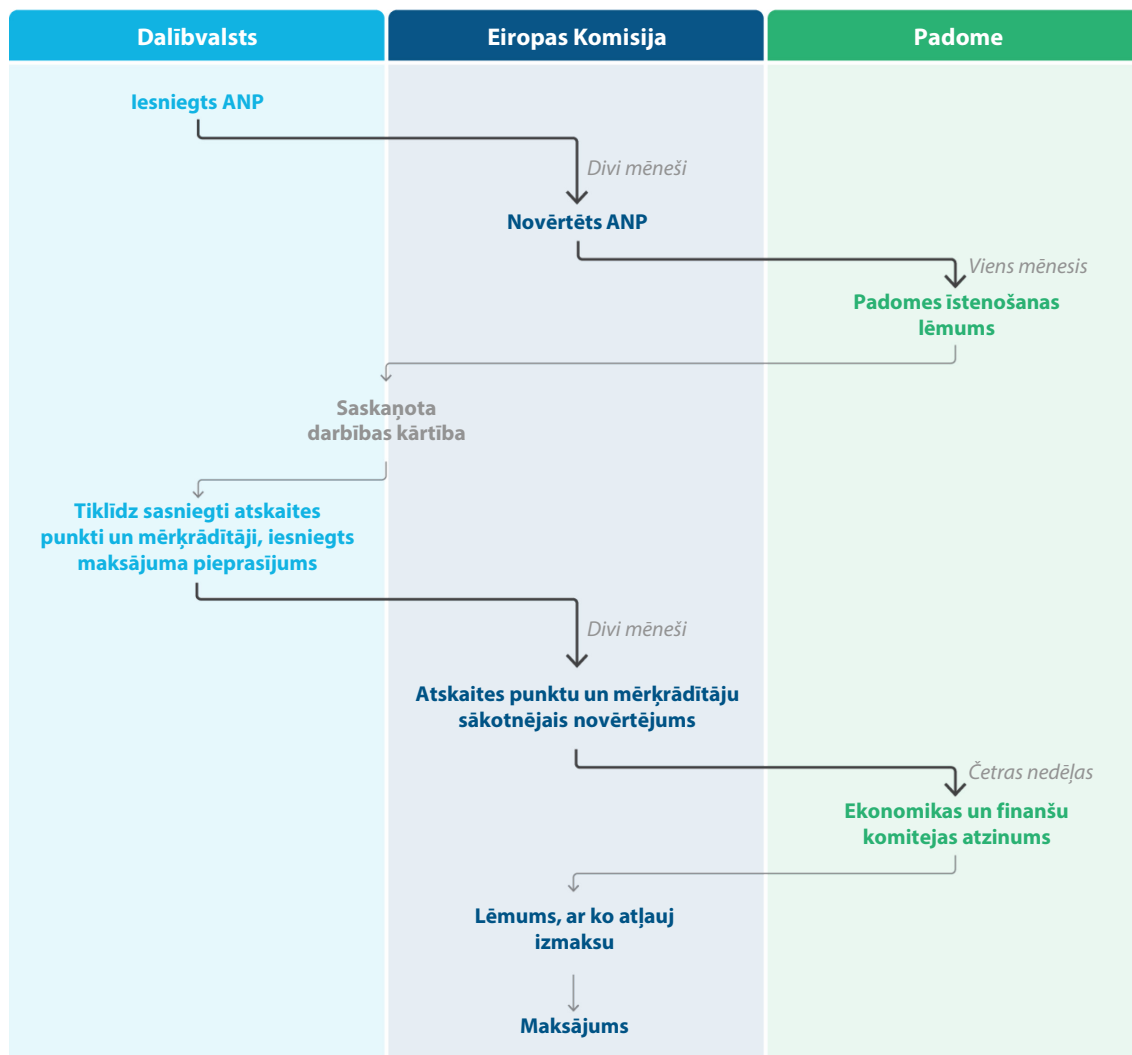 Dalībvalsts
Eiropas Komisija
Padome
Iesniegts ANP
Divi mēneši
Novērtēts ANP
Viens mēnesis
Padomes īstenošanas
lēmums
Saskaņota
darbības kārtība
Tiklīdz sasniegti atskaites
punkti un mērķrādītāji, iesniegts
maksājuma pieprasījums
Divi mēneši
Atskaites punktu un mērķrādītāju
sākotnējais novērtējums
Četras nedēļas
Ekonomikas un finanšu
komitejas atzinums
Lēmums, ar ko atļauj
izmaksu
Maksājums